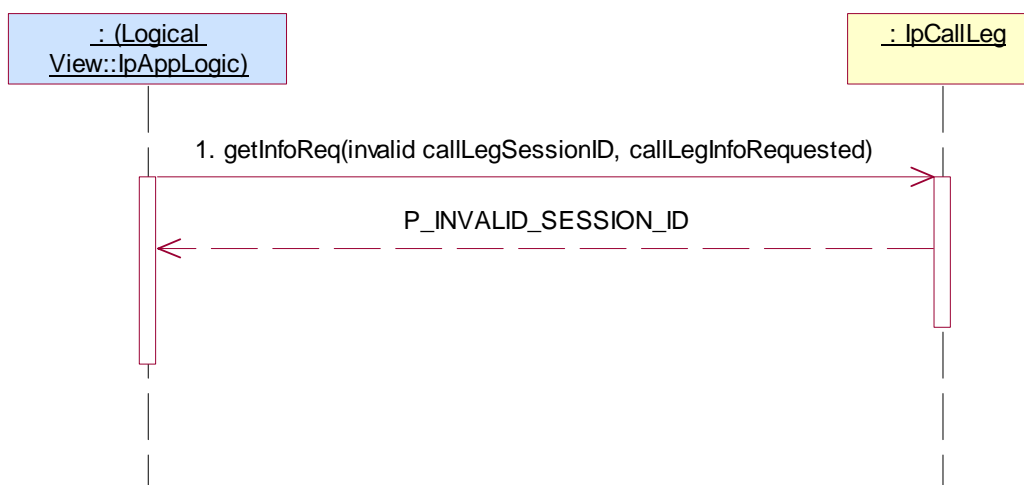 : (Logical
View::IpAppLogic)
: IpCallLeg
1. getInfoReq(invalid callLegSessionID, callLegInfoRequested)
P_INVALID_SESSION_ID